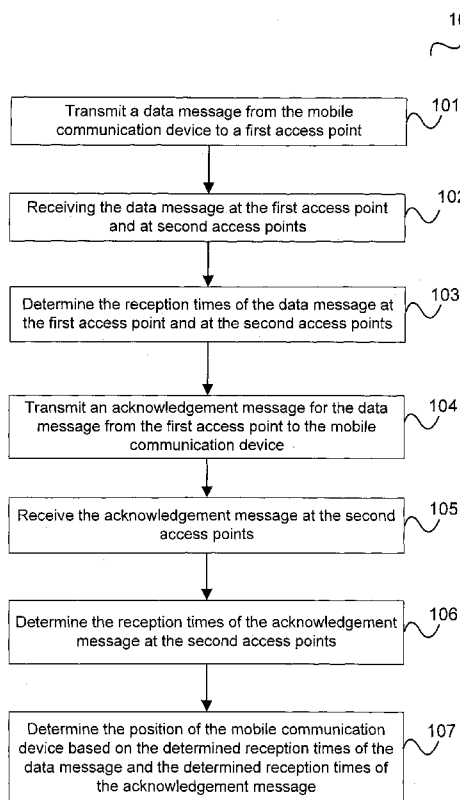 10
Transmit a data message from the mobile
communication device to a first access point
101
Receiving the data message at the first access point
and at second access points
102
Determine the reception times of the data message at
the first access point and at the second access points
103
Transmit an acknowledgement message for the data
message from the first access point to the mobile
communication device
104
Receive the acknowledgement message at the second
access points
105
Determine the reception times of the acknowledgement
message at the second access points
106
Determine the position of the mobile communication
device based on the determined reception times of the
data message and the determined reception times of
the acknowledgement message
107